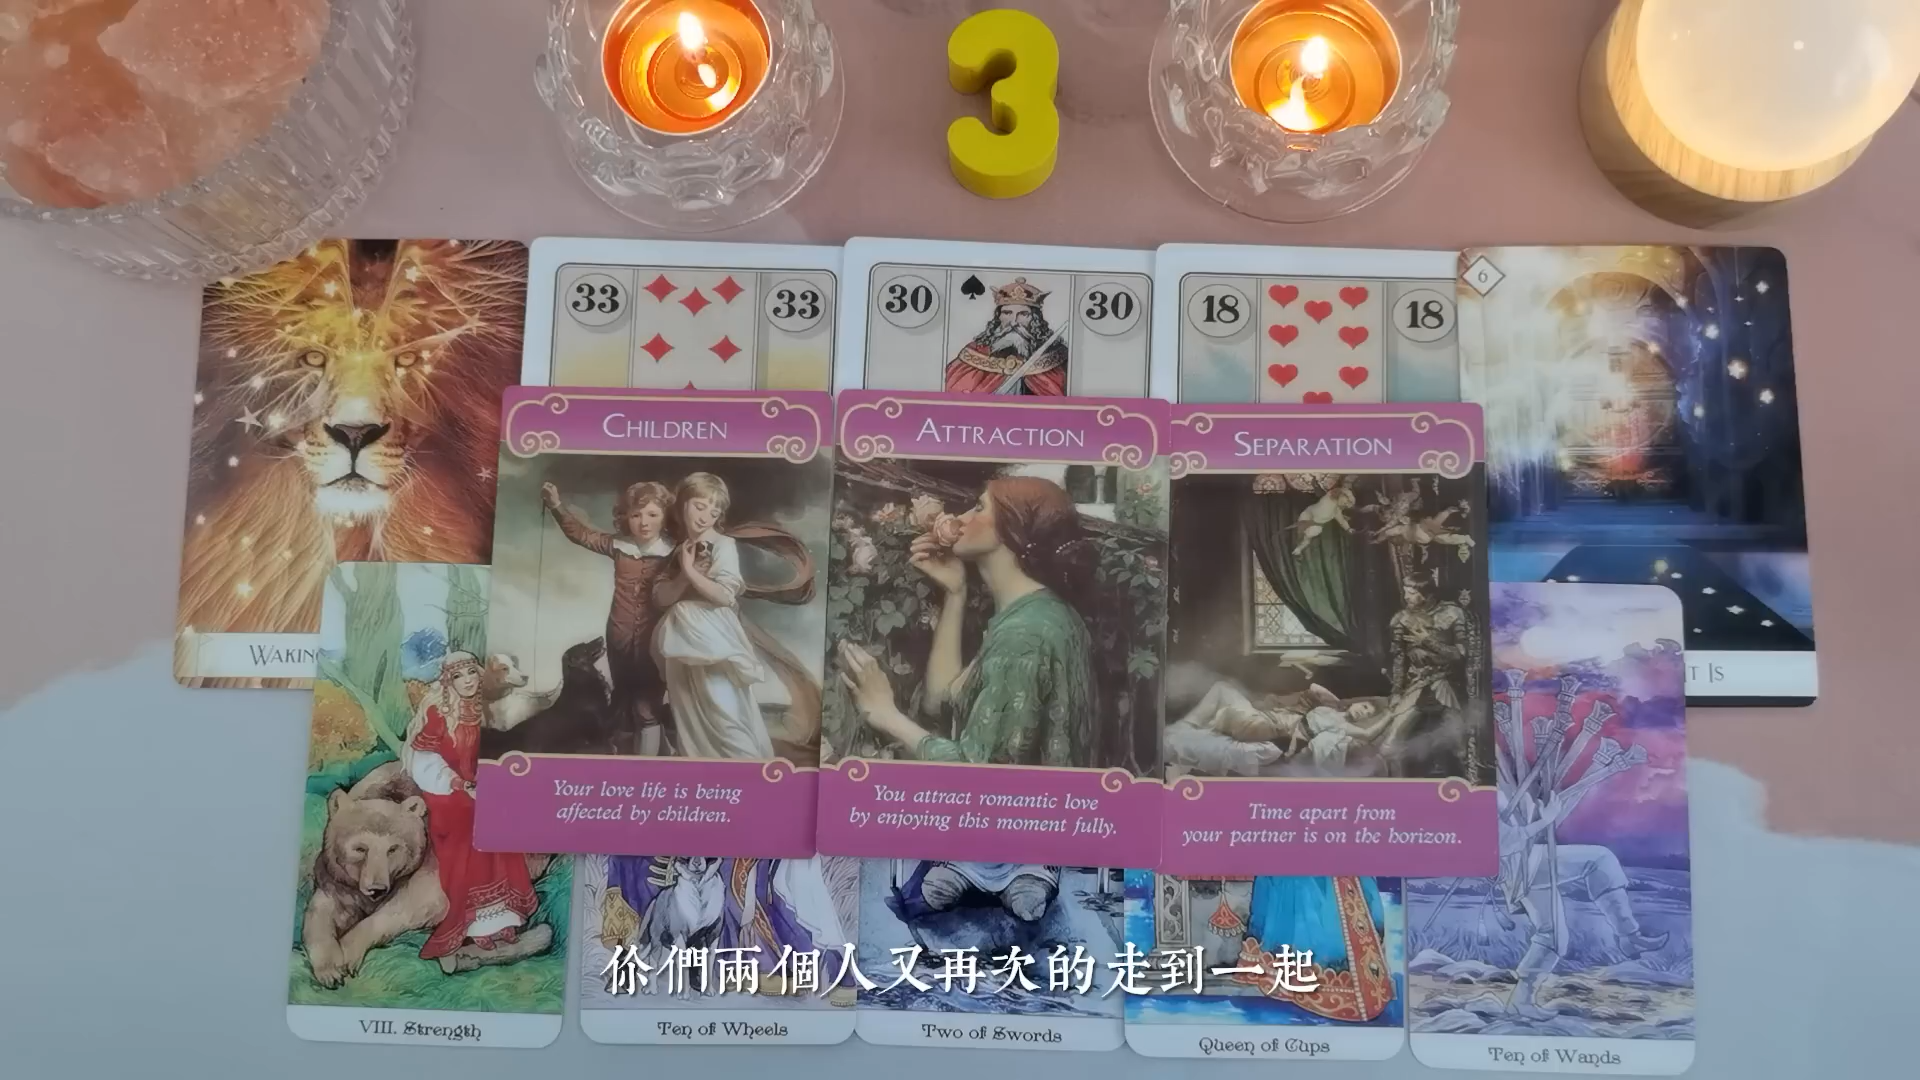 3
33
33
30
30
18
18
6
CHILDREN
ATTRACTION
SEPARATION
WAKING
IT IS
Your love life is being
affected by children.
You attract romantic love
by enjoying this moment fully.
Time apart from
your partner is on the horizon.
你們兩個人又再次的走到一起
VIII. Strength
Ten of Wheels
Two of Swords
Queen of Cups
Ten of Wands